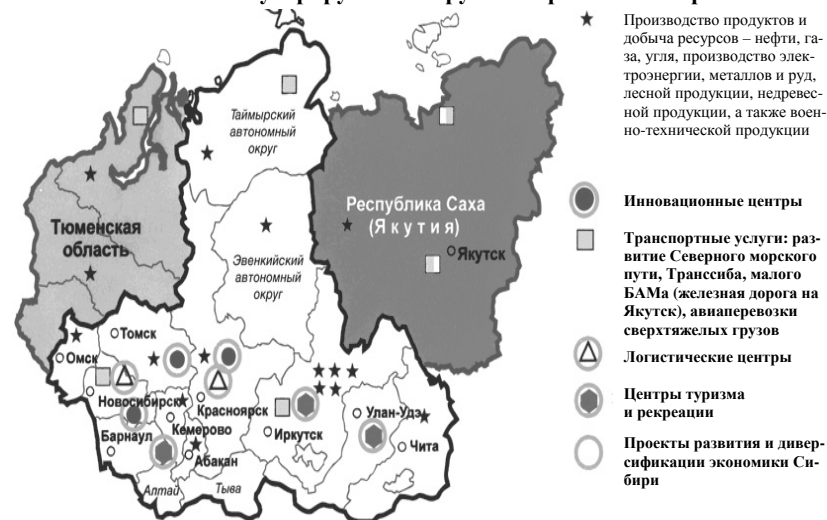 Таймырский
автономный
округ
Республика Саха
(Я к у т и я)
Якутск
Тюменская
область
Эвенкийский
автономный
округ
Томск
Омск
Новосибирск
Красноярск
Кемерово
Барнаул
Абакан
Иркутск
Улан-Удэ
Чита
Алтай
Тыва
Производство продуктов и
добыча ресурсов – нефти, га-
за, угля, производство элек-
троэнергии, металлов и руд,
лесной продукции, недревес-
ной продукции, а также воен-
но-технической продукции
Инновационные центры
Транспортные услуги: раз-
витие Северного морского
пути, Транссиба, малого
БАМа (железная дорога на
Якутск), авиаперевозки
сверхтяжелых грузов
Логистические центры
Центры туризма
и рекреации
Проекты развития и дивер-
сификации экономики Си-
бири